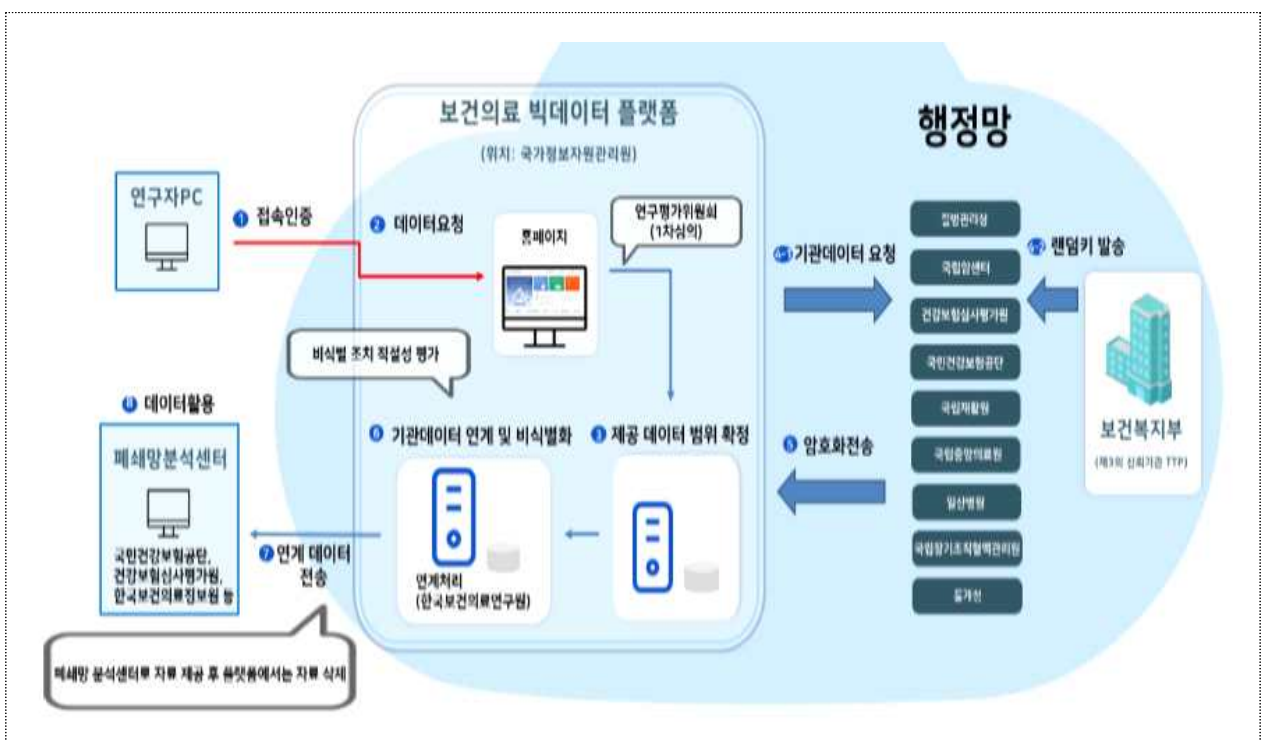 보건의료 빅데이터 플랫폼
(위치: 국가정보자원관리원)
행정망
연구자PC
1 접속인증
2 데이터요청
홈페이지
연구평가위원회
(1차심의)
기관데이터 요청
랜덤키 발송
질병관리청
국립암센터
건강보험심사평가원
국민건강보험공단
국립재활원
국립중앙의료원
일산병원
국립장기조직혈액관리원
통계청
보건복지부
(제3의 신뢰기관 TTP)
비식별 조치 적설성 평가
3 제공 데이터 범위 확정
5 암호화전송
6 기관데이터 연계 및 비식별화
연계처리
(한국보건의료연구원)
7 연계 데이터
전송
8 데이터활용
폐쇄망분석센터
국민건강보험공단,
건강보험심사평가원,
한국보건의료정보원 등
폐쇄망 분석센터로 자료 제공 후 플랫폼에서는 자료 삭제